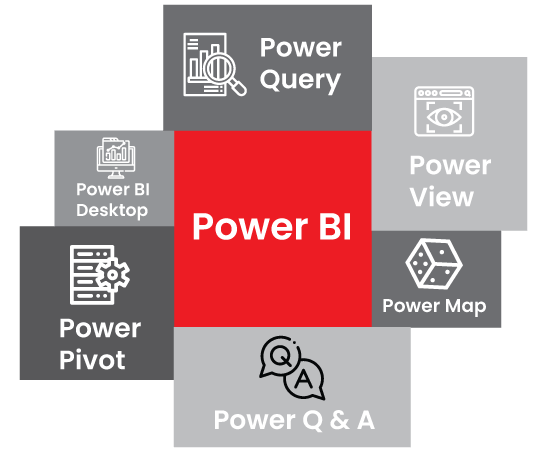 Power
Query
Power
View
Power BI
Desktop
Power BI
Power
Pivot
Power Map
Q
A
Power Q & A